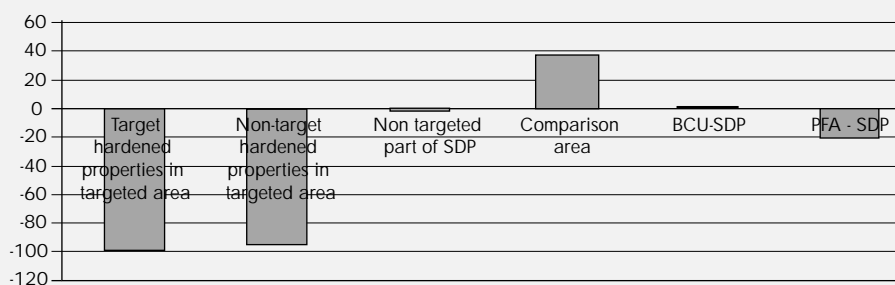 60
40
20
0
-20
-40
-60
-80
-100
-120
Target
hardened
properties in
targeted area
Non-target
hardened
properties in
targeted area
Non targeted
part of SDP
Comparison
area
BCU-SDP
PFA - SDP